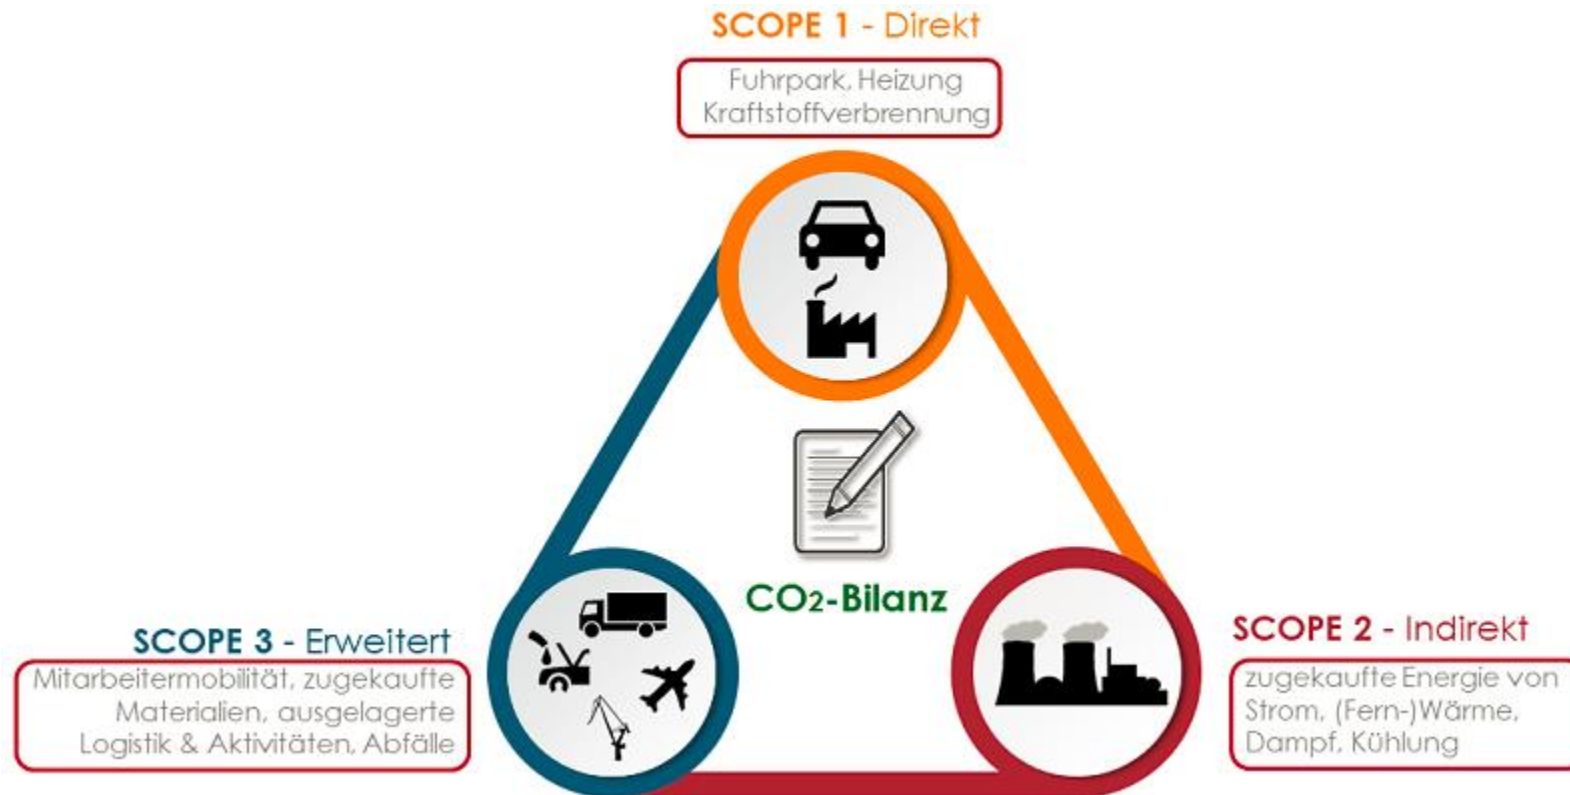 SCOPE 1 - Direkt
Fuhrpark, Heizung
Kraftstoffverbrennung
CO2-Bilanz
SCOPE 3 - Erweitert
Mitarbeitermobilität, zugekaufte
Materialien, ausgelagerte
Logistik & Aktivitäten, Abfälle
SCOPE 2 - Indirekt
zugekaufte Energie von
Strom, (Fern-)Wärme,
Dampf, Kühlung